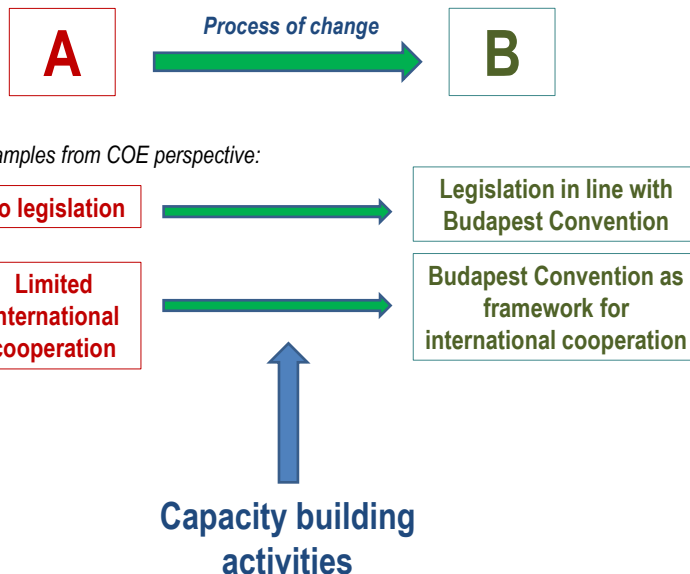 Process of change
A
B
amples from COE perspective:
o legislation
Legislation in line with
Budapest Convention
Limited
nternational
cooperation
Budapest Convention as
framework for
international cooperation
Capacity building
activities